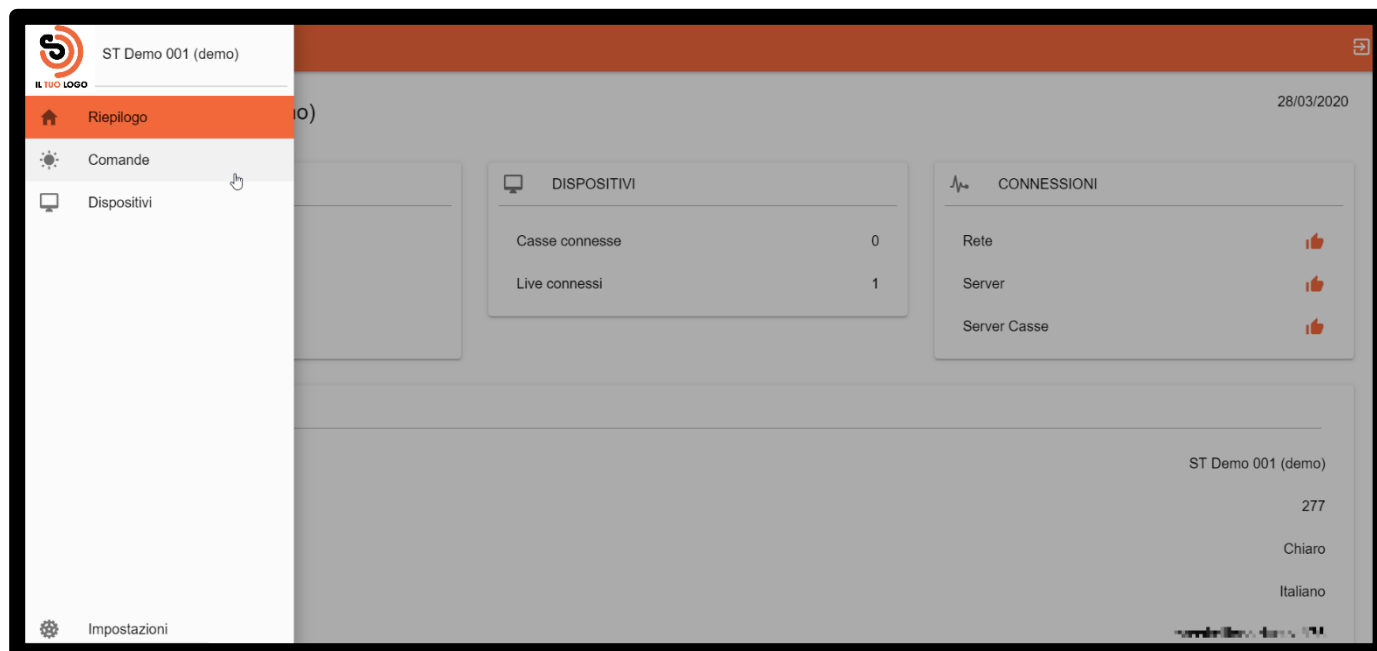 ST Demo 001 (demo)
IL TUO LOGO
Riepilogo
Comande
Dispositivi
Impostazioni
o)
28/03/2020
DISPOSITIVI
Casse connesse 0
Live connessi 1
CONNESSIONI
Rete
Server
Server Casse
ST Demo 001 (demo)
277
Chiaro
Italiano